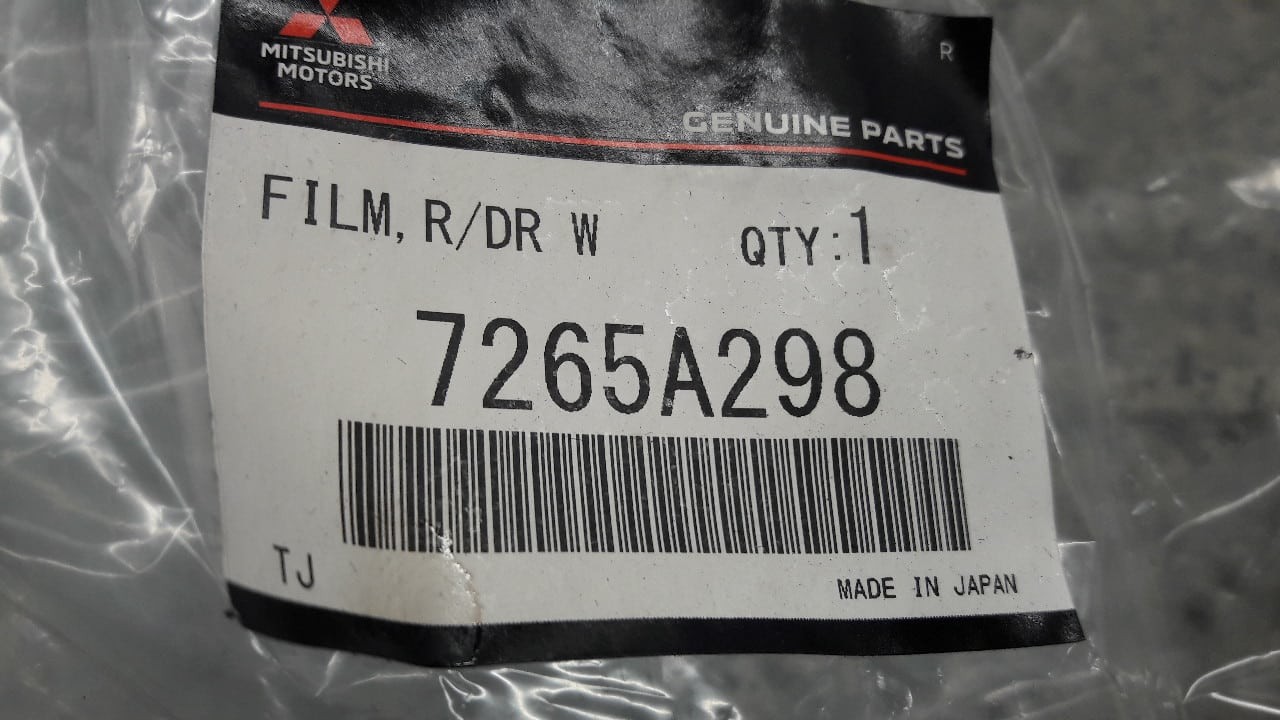 MITSUBISHI
MOTORS
R
GENUINE PARTS
FILM, R/DR W QTY:1
7265A298
TJ
MADE IN JAPAN